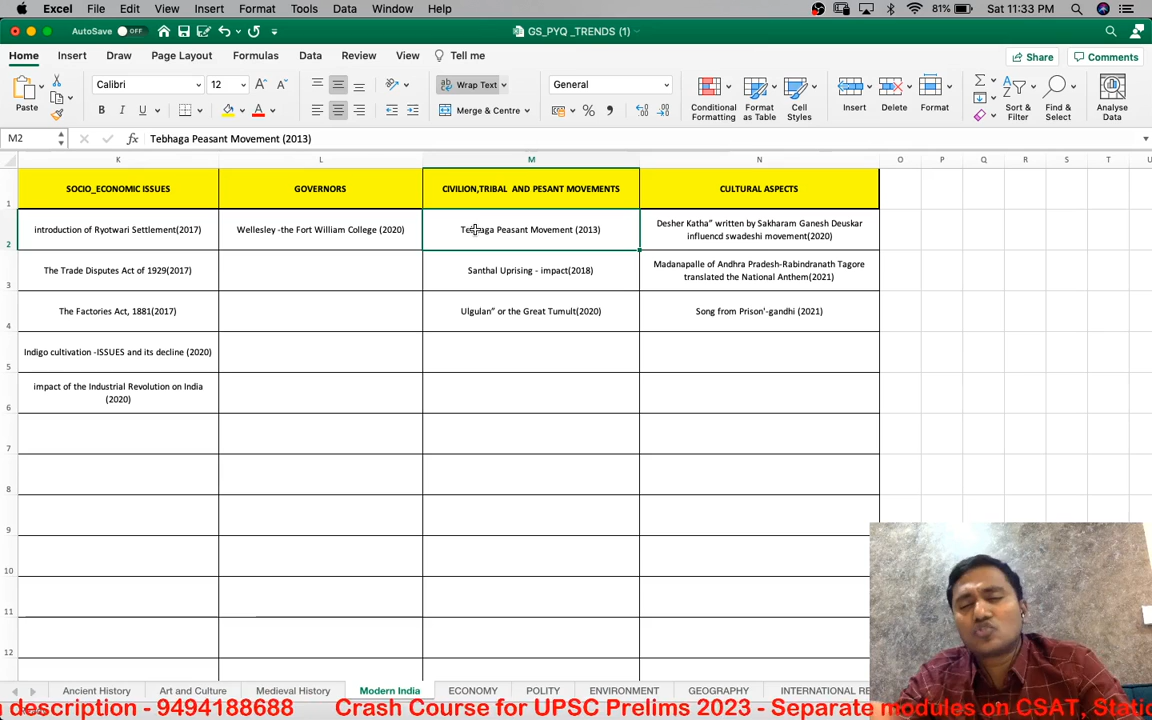 Excel File Edit View Insert Format Tools Data Window Help
81% Sat 11:33 PM
AutoSave OFF
GS_PYQ _TRENDS (1)
Home Insert Draw Page Layout Formulas Data Review View Tell me
Share Comments
Paste
Calibri 12
B I U
A A
Wrap Text
Merge & Centre
General
%
Conditional Formatting
Format as Table
Cell Styles
Insert
Delete
Format
Sort & Filter
Find & Select
Analyse Data
M2 fx Tebhaga Peasant Movement (2013)
K L M N O P Q R S T U
1 SOCIO_ECONOMIC ISSUES GOVERNORS CIVILION,TRIBAL AND PESANT MOVEMENTS CULTURAL ASPECTS
2 introduction of Ryotwari Settlement(2017) Wellesley -the Fort William College (2020) Tebhaga Peasant Movement (2013) Desher Katha” written by Sakharam Ganesh Deuskar
influencd swadeshi movement(2020)
3 The Trade Disputes Act of 1929(2017) Santhal Uprising - impact(2018) Madanapalle of Andhra Pradesh-Rabindranath Tagore
translated the National Anthem(2021)
4 The Factories Act, 1881(2017) Ulgulan” or the Great Tumult(2020) Song from Prison'-gandhi (2021)
5 Indigo cultivation -ISSUES and its decline (2020)
6 impact of the Industrial Revolution on India
(2020)
7
8
9
10
11
12
Ancient History Art and Culture Medieval History Modern India ECONOMY POLITY ENVIRONMENT GEOGRAPHY INTERNATIONAL RE
description - 9494188688 Crash Course for UPSC Prelims 2023 - Separate modules on CSAT,